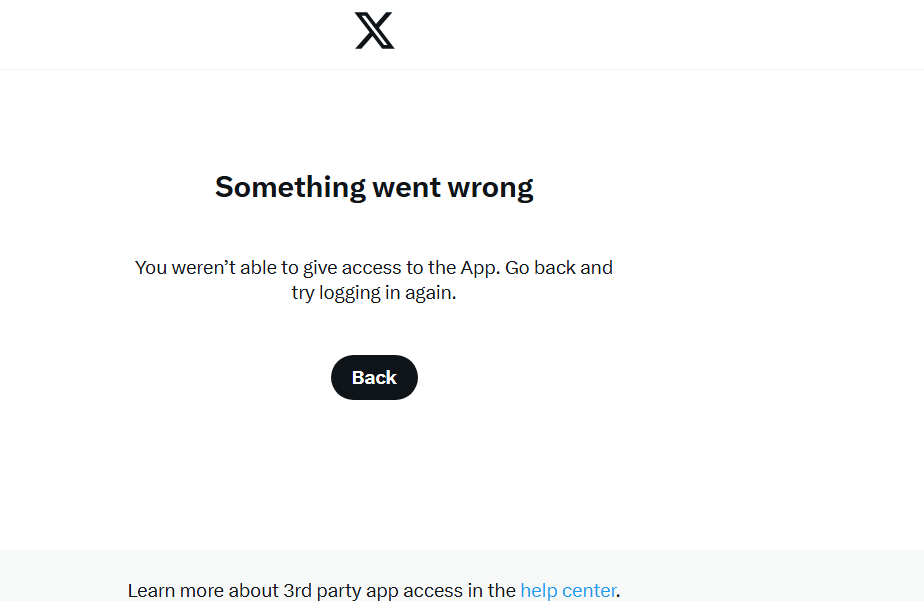 Something went wrong
You weren’t able to give access to the App. Go back and
try logging in again.
Back
Learn more about 3rd party app access in the help center.